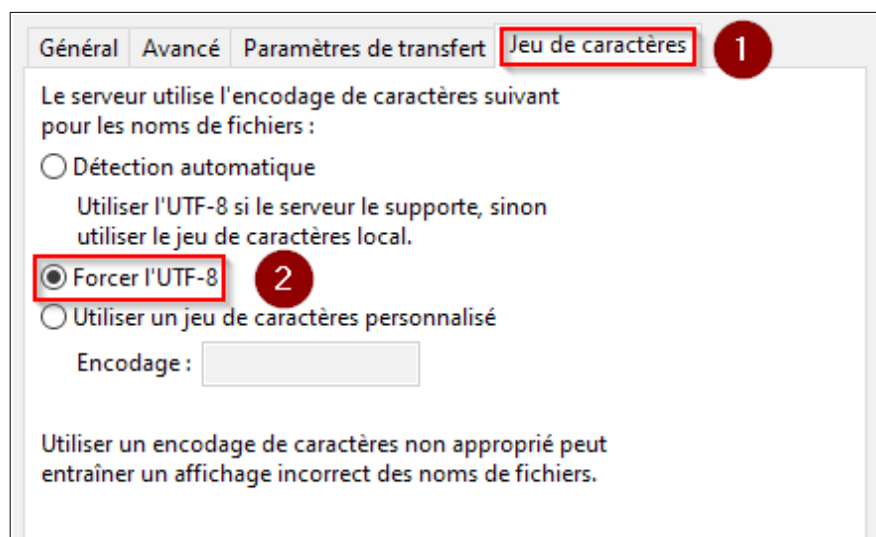 Général Avancé Paramètres de transfert Jeu de caractères 1
Le serveur utilise l'encodage de caractères suivant
pour les noms de fichiers :
Détection automatique
Utiliser l'UTF-8 si le serveur le supporte, sinon
utiliser le jeu de caractères local.
Forcer l'UTF-8 2
Utiliser un jeu de caractères personnalisé
Encodage :
Utiliser un encodage de caractères non approprié peut
entraîner un affichage incorrect des noms de fichiers.